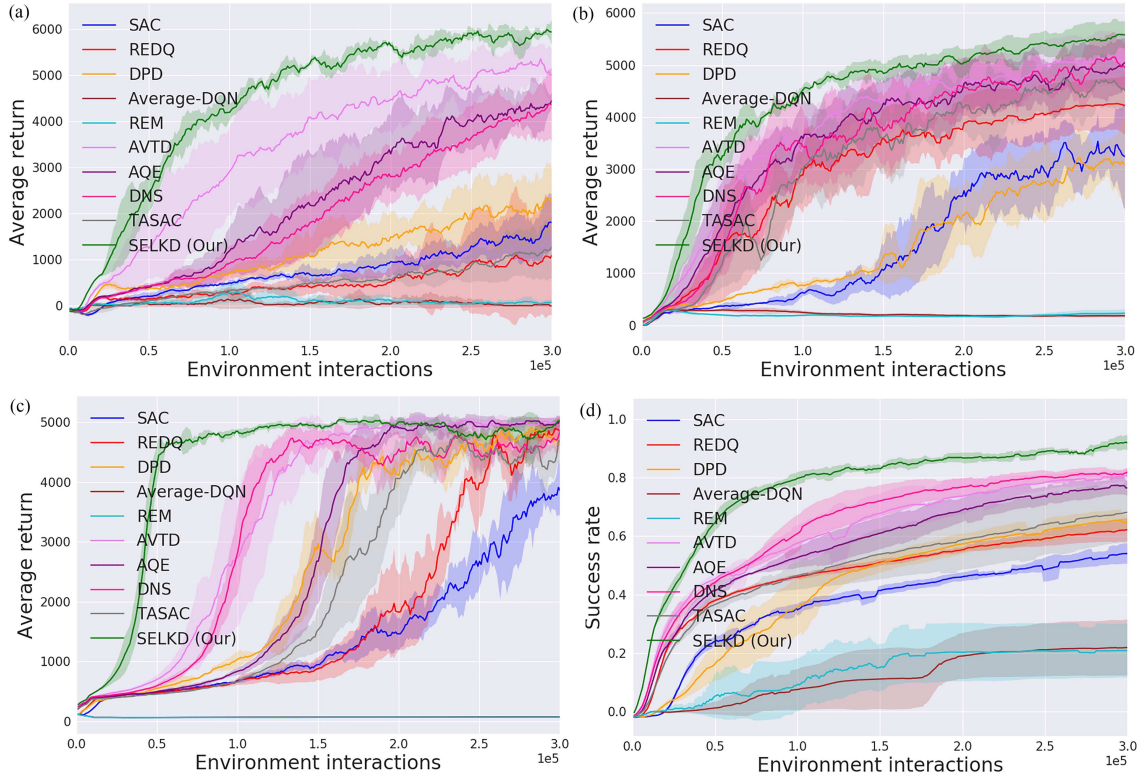 (a)
6000
5000
4000
3000
2000
1000
0
Average return
SAC
REDQ
DPD
Average-DQN
REM
AVTD
AQE
DNS
TASAC
SELKD (Our)
0.0 0.5 1.0 1.5 2.0 2.5 3.0
1e5
Environment interactions
(b)
6000
5000
4000
3000
2000
1000
0
Average return
SAC
REDQ
DPD
Average-DQN
REM
AVTD
AQE
DNS
TASAC
SELKD (Our)
0.0 0.5 1.0 1.5 2.0 2.5 3.0
1e5
Environment interactions
(c)
5000
4000
3000
2000
1000
0
Average return
SAC
REDQ
DPD
Average-DQN
REM
AVTD
AQE
DNS
TASAC
SELKD (Our)
0.0 0.5 1.0 1.5 2.0 2.5 3.0
1e5
Environment interactions
(d)
1.0
0.8
0.6
0.4
0.2
0.0
Success rate
SAC
REDQ
DPD
Average-DQN
REM
AVTD
AQE
DNS
TASAC
SELKD (Our)
0.0 0.5 1.0 1.5 2.0 2.5 3.0
1e5
Environment interactions